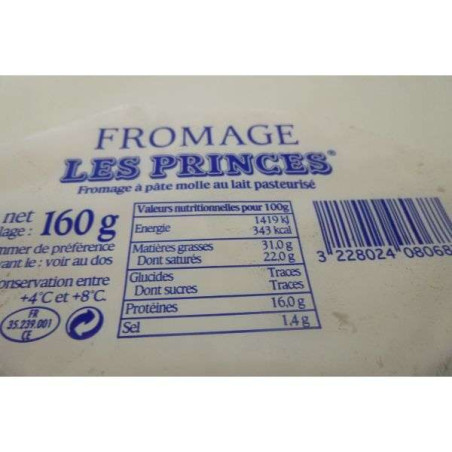 FROMAGE
LES PRINCES®
Fromage à pâte molle au lait pasteurisé
net
lage : 160 g
mmer de préférence
vant le : voir au dos
onservation entre
+4°C et +8°C.
FR
35.239.001
CE
Valeurs nutritionnelles pour 100g
Energie 1419 kJ
343 kcal
Matières grasses 31.0 g
Dont saturés 22.0 g
Glucides Traces
Dont sucres Traces
Protéines 16.0 g
Sel 1.4 g
3 228024 08068